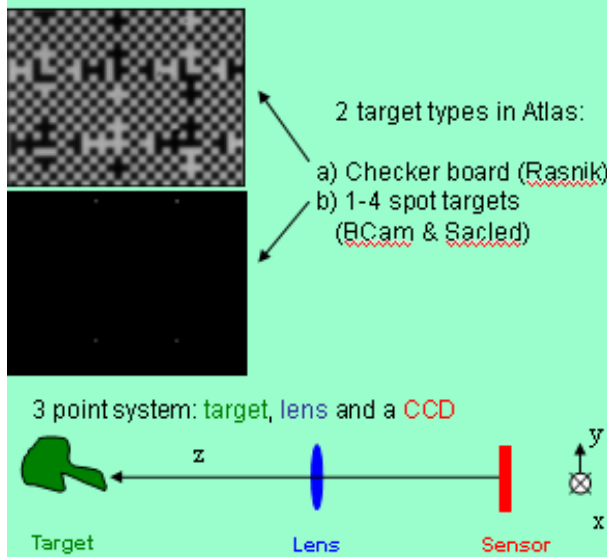 2 target types in Atlas:
a) Checker board (Rasnik)
b) 1-4 spot targets
(BCam & Sacled)
3 point system: target, lens and a CCD
z
y
x
Target
Lens
Sensor